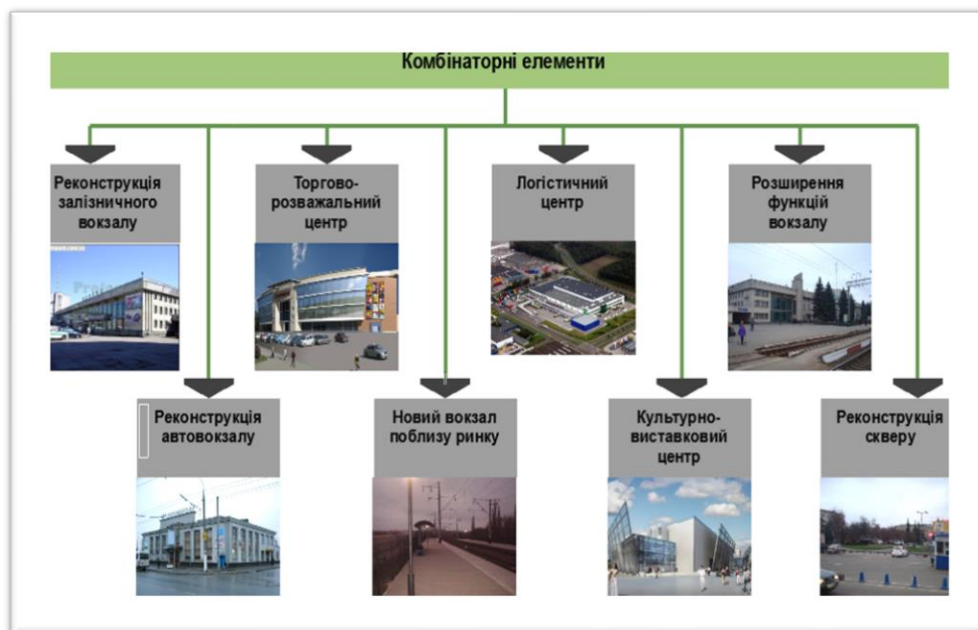 Комбінаторні елементи
Реконструкція
залізничного
вокзалу
Торгово-
розважальний
центр
Логістичний
центр
Розширення
функцій
вокзалу
Реконструкція
автовокзалу
Новий вокзал
поблизу ринку
Культурно-
виставковий
центр
Реконструкція
скверу